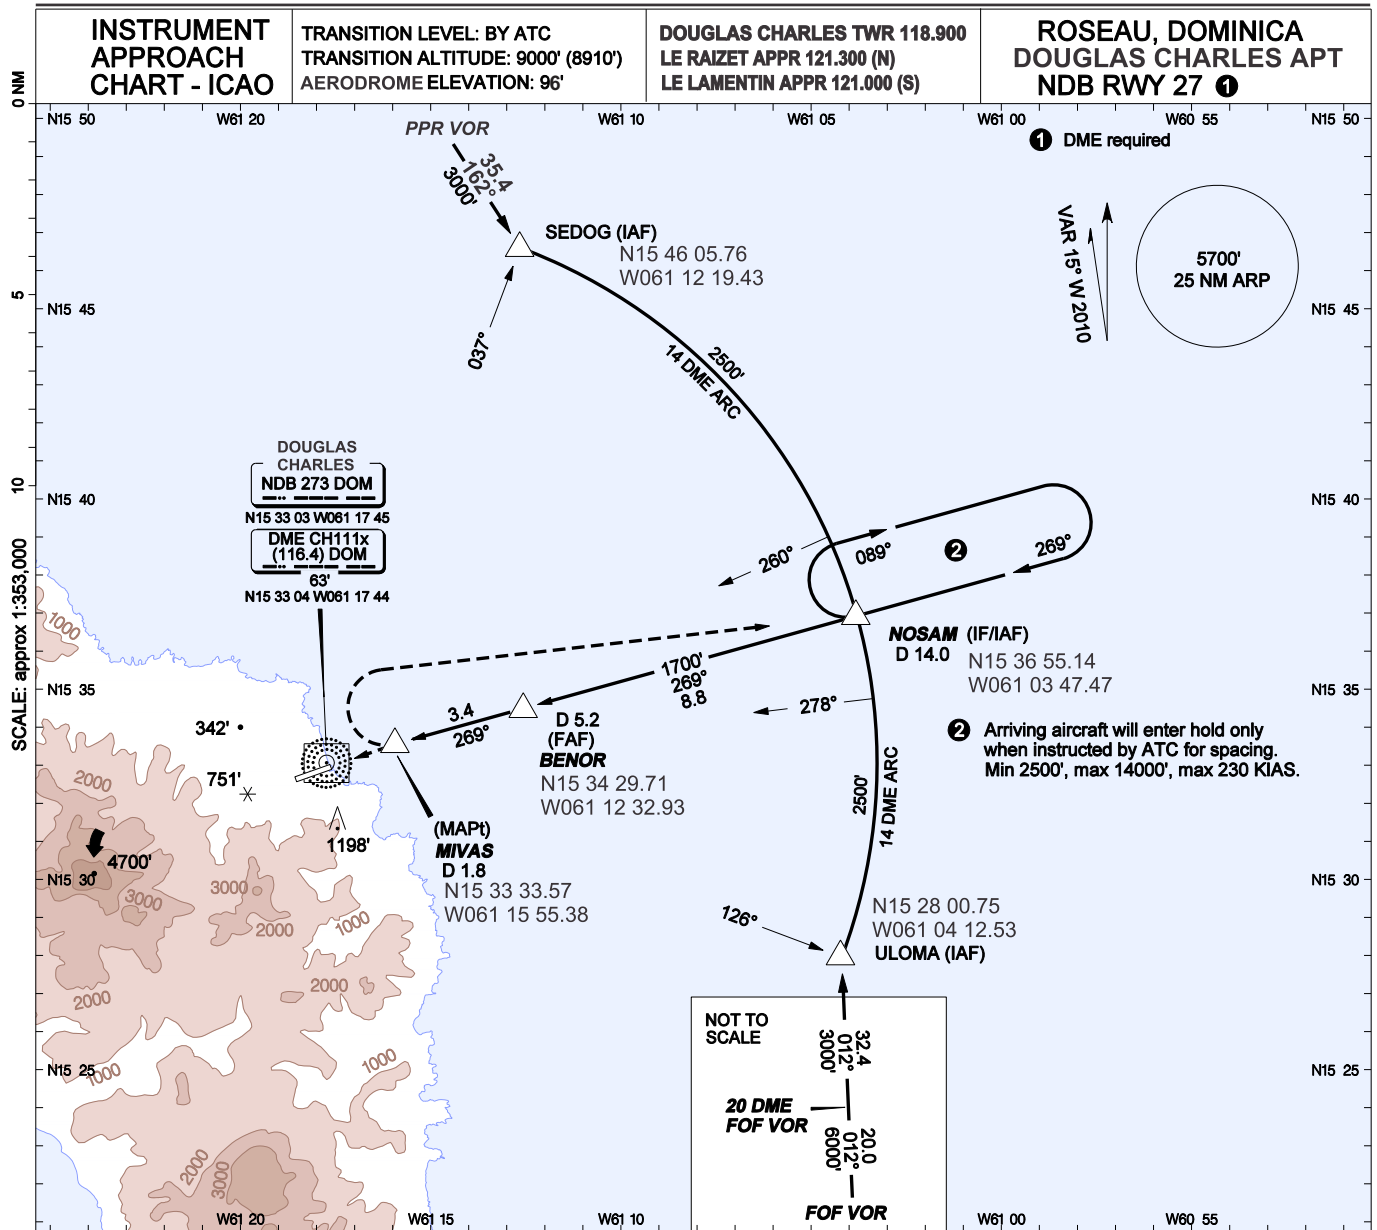 INSTRUMENT
APPROACH
CHART - ICAO
TRANSITION LEVEL: BY ATC
TRANSITION ALTITUDE: 9000' (8910')
AERODROME ELEVATION: 96'
DOUGLAS CHARLES TWR 118.900
LE RAIZET APPR 121.300 (N)
LE LAMENTIN APPR 121.000 (S)
ROSEAU, DOMINICA
DOUGLAS CHARLES APT
NDB RWY 27 1
0 NM
5
10
SCALE: approx 1:353,000
N15 50
W61 20
W61 10
W61 05
W61 00
W60 55
N15 50
PPR VOR
35.4
162°
3000'
1 DME required
SEDOG (IAF)
N15 46 05.76
W061 12 19.43
VAR 15° W 2010
5700'
25 NM ARP
N15 45
N15 45
037°
2500'
14 DME ARC
DOUGLAS
CHARLES
NDB 273 DOM
N15 33 03 W061 17 45
DME CH111x
(116.4) DOM
63'
N15 33 04 W061 17 44
N15 40
N15 40
260°
089°
2
269°
NOSAM (IF/IAF)
D 14.0
N15 36 55.14
W061 03 47.47
1000
N15 35
N15 35
1700'
269°
8.8
278°
3.4
269°
D 5.2
(FAF)
BENOR
N15 34 29.71
W061 12 32.93
2 Arriving aircraft will enter hold only
when instructed by ATC for spacing.
Min 2500', max 14000', max 230 KIAS.
342'
751'
2000
1198'
4700'
(MAPt)
MIVAS
D 1.8
N15 33 33.57
W061 15 55.38
2500'
14 DME ARC
N15 30
N15 30
3000
3000
2000
1000
126°
N15 28 00.75
W061 04 12.53
ULOMA (IAF)
2000
2000
NOT TO
SCALE
32.4
012°
3000'
N15 25
N15 25
1000
1000
20 DME
FOF VOR
20.0
012°
6000'
2000
3000
FOF VOR
W61 20
W61 15
W61 10
W61 00
W60 55